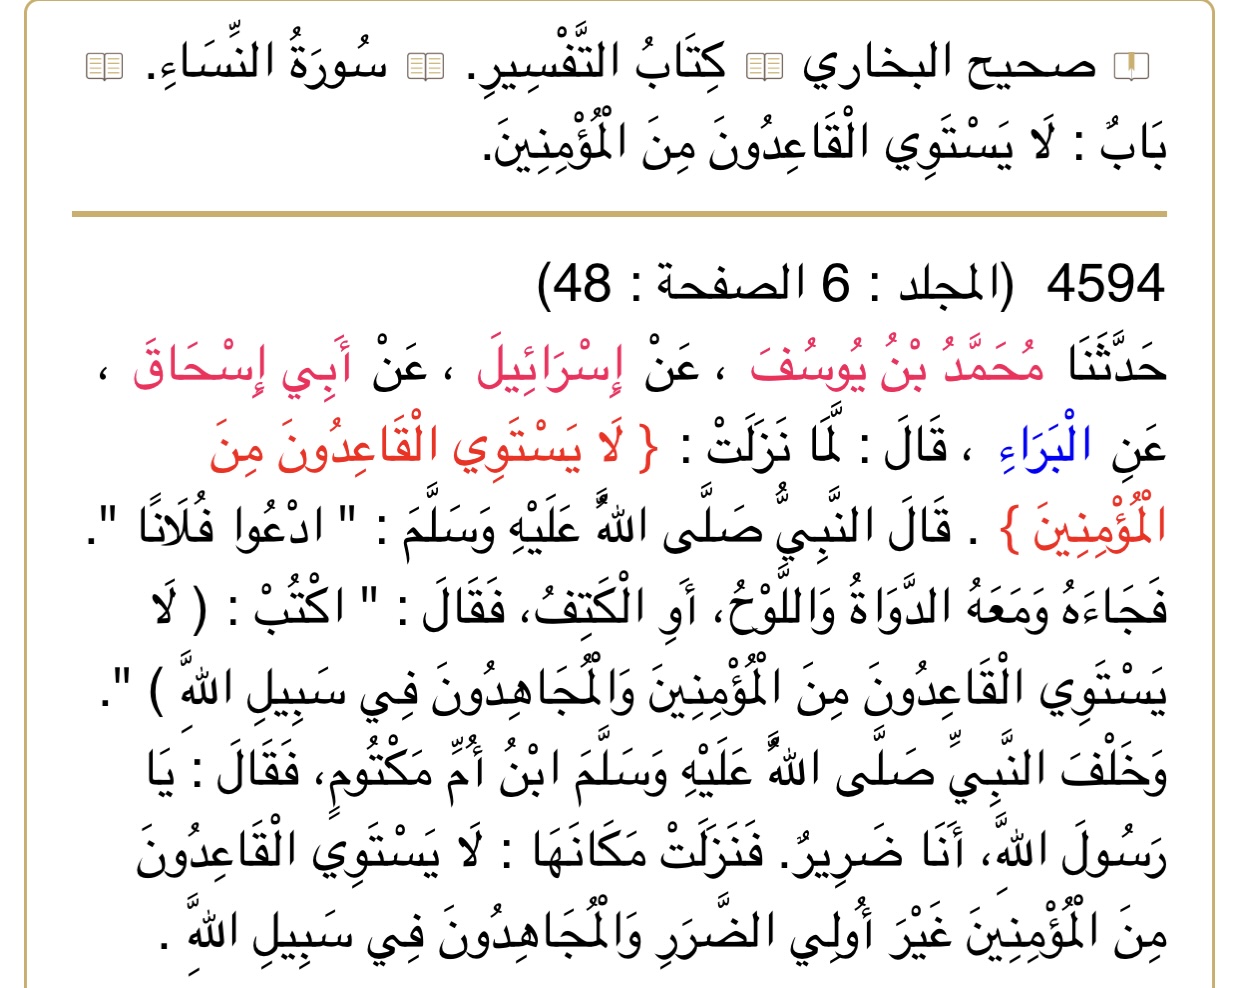 صحيح البخاري كِتَابُ التَّفْسِيرِ. سُورَةُ النِّسَاءِ.
بَابٌ : لَا يَسْتَوِي الْقَاعِدُونَ مِنَ الْمُؤْمِنِينَ.
4594 (المجلد : 6 الصفحة : 48)
حَدَّثَنَا مُحَمَّدُ بْنُ يُوسُفَ ، عَنْ إِسْرَائِيلَ ، عَنْ أَبِي إِسْحَاقَ ،
عَنِ الْبَرَاءِ ، قَالَ : لَمَّا نَزَلَتْ : { لَا يَسْتَوِي الْقَاعِدُونَ مِنَ
الْمُؤْمِنِينَ } . قَالَ النَّبِيُّ صَلَّى اللَّهُ عَلَيْهِ وَسَلَّمَ : " ادْعُوا فُلَانًا ".
فَجَاءَهُ وَمَعَهُ الدَّوَاةُ وَاللَّوْحُ، أَوِ الْكَتِفُ، فَقَالَ : " اكْتُبْ : ( لَا
يَسْتَوِي الْقَاعِدُونَ مِنَ الْمُؤْمِنِينَ وَالْمُجَاهِدُونَ فِي سَبِيلِ اللَّهِ ) ".
وَخَلْفَ النَّبِيِّ صَلَّى اللَّهُ عَلَيْهِ وَسَلَّمَ ابْنُ أُمِّ مَكْتُومٍ، فَقَالَ : يَا
رَسُولَ اللَّهِ، أَنَا ضَرِيرٌ. فَنَزَلَتْ مَكَانَهَا : لَا يَسْتَوِي الْقَاعِدُونَ
مِنَ الْمُؤْمِنِينَ غَيْرَ أُولِي الضَّرَرِ وَالْمُجَاهِدُونَ فِي سَبِيلِ اللَّهِ .